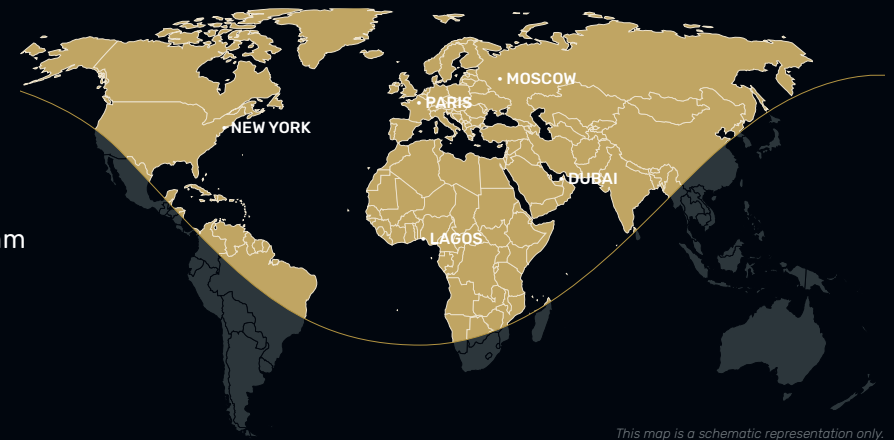 MOSCOW
PARIS
NEW YORK
DUBAI
LAGOS
This map is a schematic representation only.